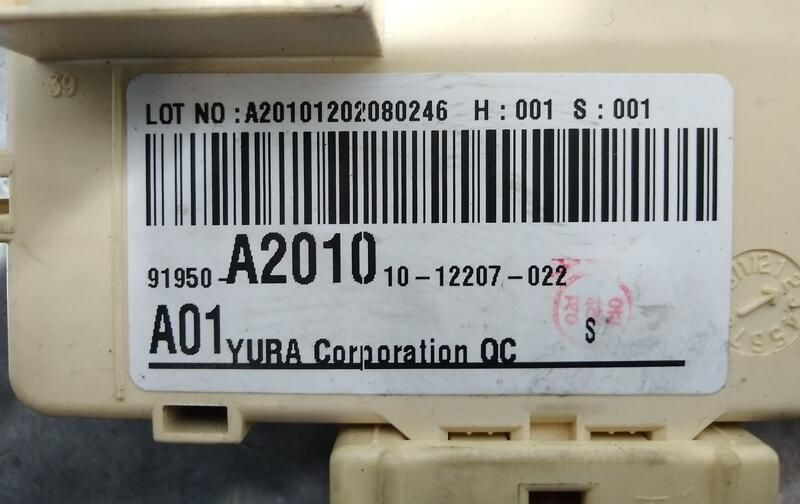 39
LOT NO : A20101202080246 H : 001 S : 001
91950-A2010 10-12207-022
A01 YURA Corporation QC S